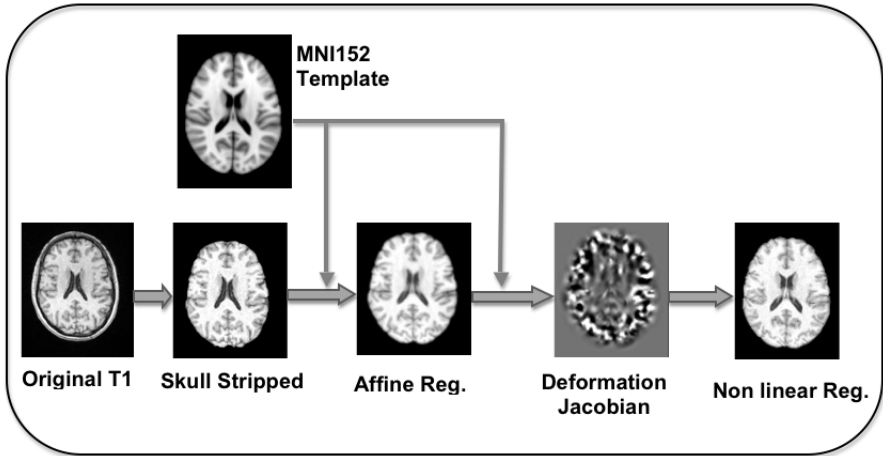 MNI152
Template
Original T1
Skull Stripped
Affine Reg.
Deformation
Jacobian
Non linear Reg.